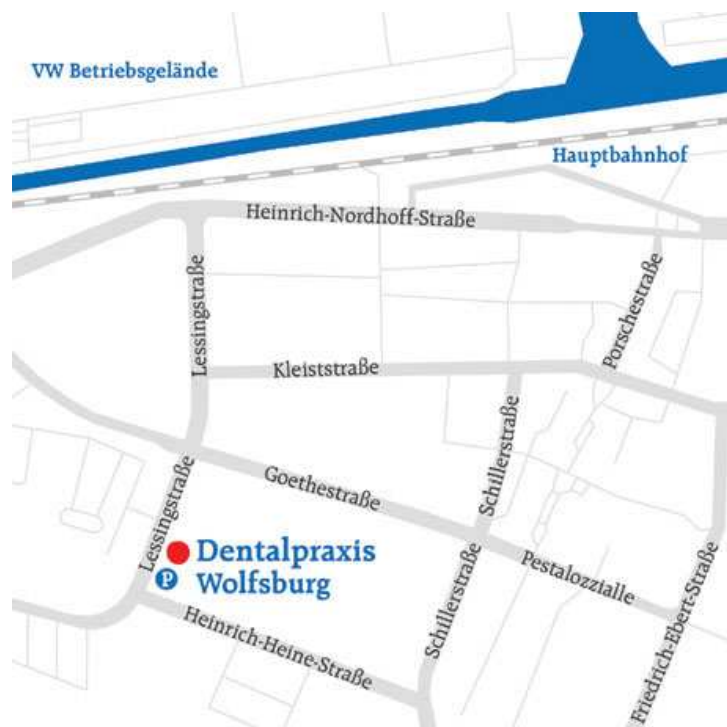 VW Betriebsgelände
Hauptbahnhof
Heinrich-Nordhoff-Straße
Lessingstraße
Porschestraße
Kleiststraße
Schillerstraße
Goethestraße
Lessingstraße
Dentalpraxis
Wolfsburg
P
Pestalozzialle
Schillerstraße
Friedrich-Ebert-Straße
Heinrich-Heine-Straße